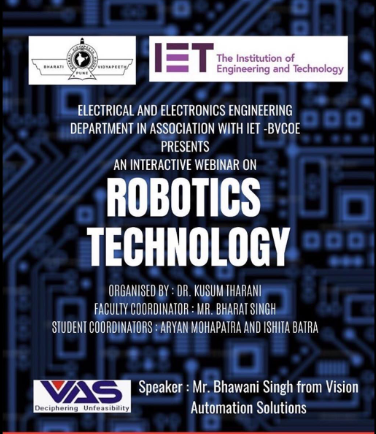 BHARATI VIDYAPEETH
PUNE
IET The Institution of
Engineering and Technology
ELECTRICAL AND ELECTRONICS ENGINEERING
DEPARTMENT IN ASSOCIATION WITH IET -BVCOE
PRESENTS
AN INTERACTIVE WEBINAR ON
ROBOTICS
TECHNOLOGY
ORGANISED BY : DR. KUSUM THARANI
FACULTY COORDINATOR : MR. BHARAT SINGH
STUDENT COORDINATORS : ARYAN MOHAPATRA AND ISHITA BATRA
VAS
Deciphering Unfeasibility
Speaker : Mr. Bhawani Singh from Vision
Automation Solutions